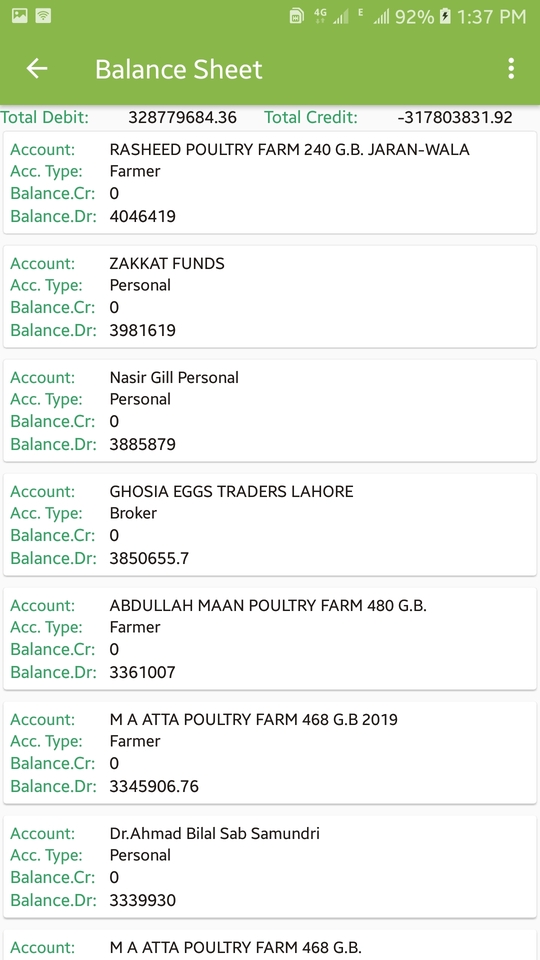 4G E 92% 1:37 PM
Balance Sheet
Total Debit: 328779684.36 Total Credit: -317803831.92
Account: RASHEED POULTRY FARM 240 G.B. JARAN-WALA
Acc. Type: Farmer
Balance.Cr: 0
Balance.Dr: 4046419
Account: ZAKKAT FUNDS
Acc. Type: Personal
Balance.Cr: 0
Balance.Dr: 3981619
Account: Nasir Gill Personal
Acc. Type: Personal
Balance.Cr: 0
Balance.Dr: 3885879
Account: GHOSIA EGGS TRADERS LAHORE
Acc. Type: Broker
Balance.Cr: 0
Balance.Dr: 3850655.7
Account: ABDULLAH MAAN POULTRY FARM 480 G.B.
Acc. Type: Farmer
Balance.Cr: 0
Balance.Dr: 3361007
Account: M A ATTA POULTRY FARM 468 G.B 2019
Acc. Type: Farmer
Balance.Cr: 0
Balance.Dr: 3345906.76
Account: Dr.Ahmad Bilal Sab Samundri
Acc. Type: Personal
Balance.Cr: 0
Balance.Dr: 3339930
Account: M A ATTA POULTRY FARM 468 G.B.